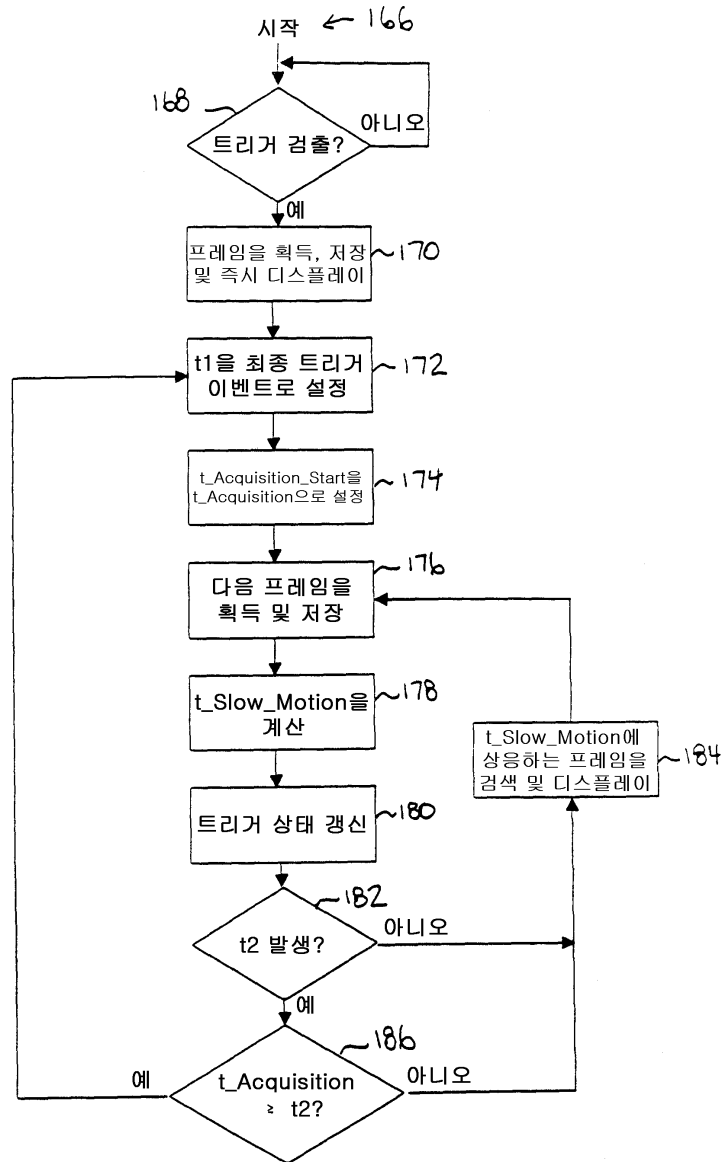 시작 166
168
트리거 검출?
아니오
예
프레임을 획득, 저장
및 즉시 디스플레이
170
t1을 최종 트리거
이벤트로 설정
172
t_Acquisition_Start을
t_Acquisition으로 설정
174
176
다음 프레임을
획득 및 저장
t_Slow_Motion을
계산
178
t_Slow_Motion에
상응하는 프레임을
검색 및 디스플레이
184
트리거 상태 갱신
180
182
t2 발생?
아니오
예
186
t_Acquisition
≥ t2?
예
아니오